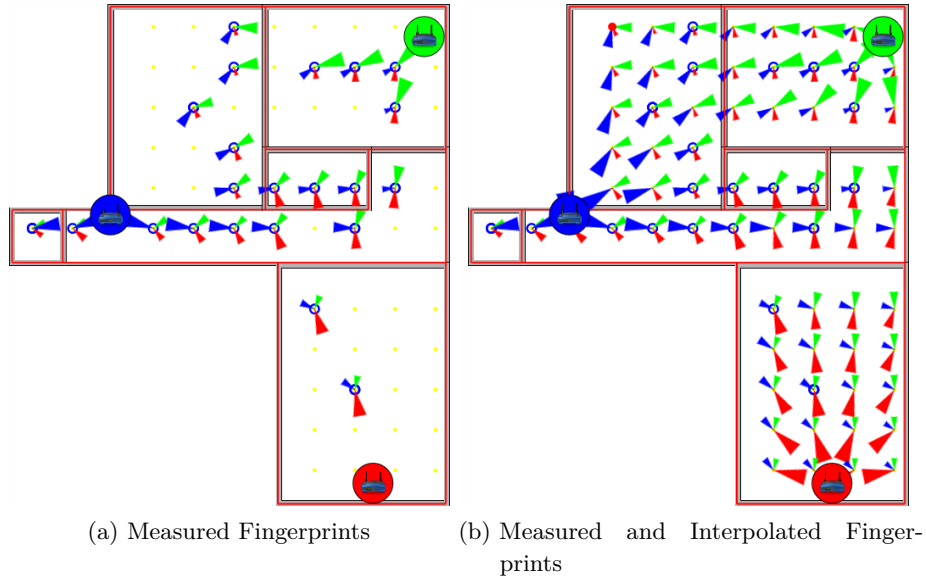 (a) Measured Fingerprints
(b) Measured and Interpolated Finger-
prints